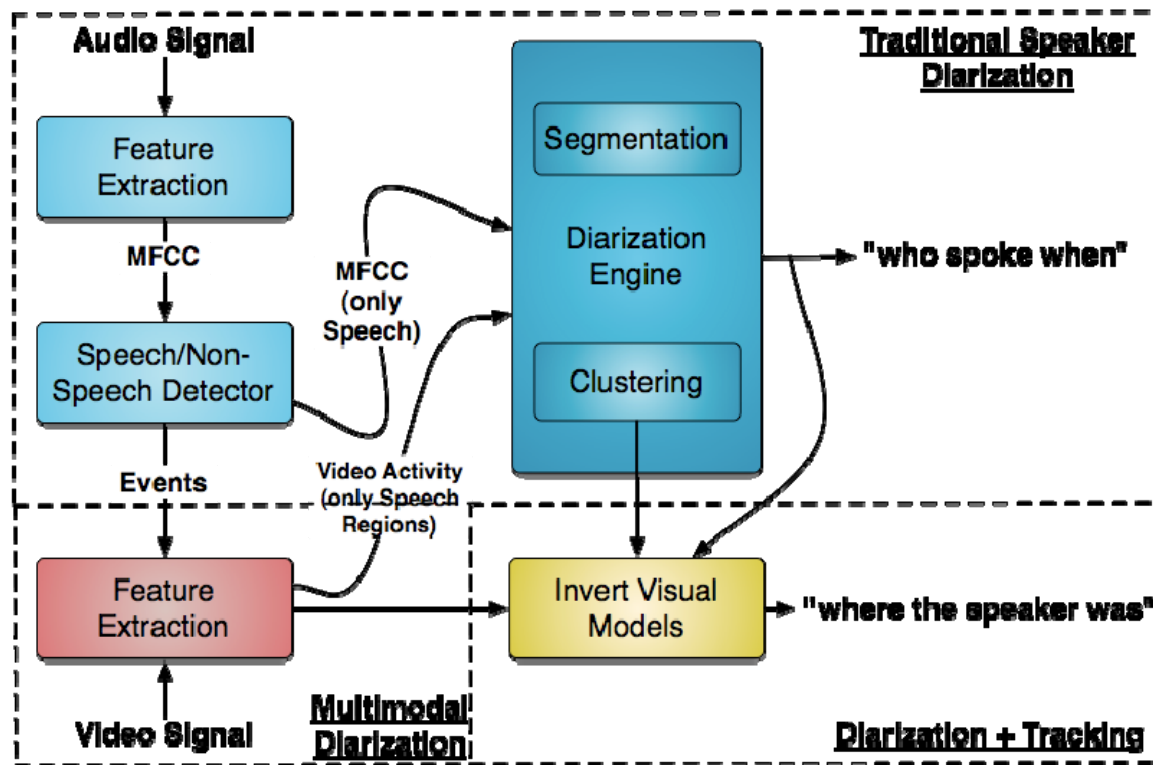 Audio Signal
Traditional Speaker
Diarization
Feature
Extraction
Segmentation
MFCC
MFCC
(only
Speech)
Diarization
Engine
"who spoke when"
Speech/Non-
Speech Detector
Clustering
Events
Video Activity
(only Speech
Regions)
Feature
Extraction
Invert Visual
Models
"where the speaker was"
Video Signal
Multimodal
Diarization
Diarization + Tracking